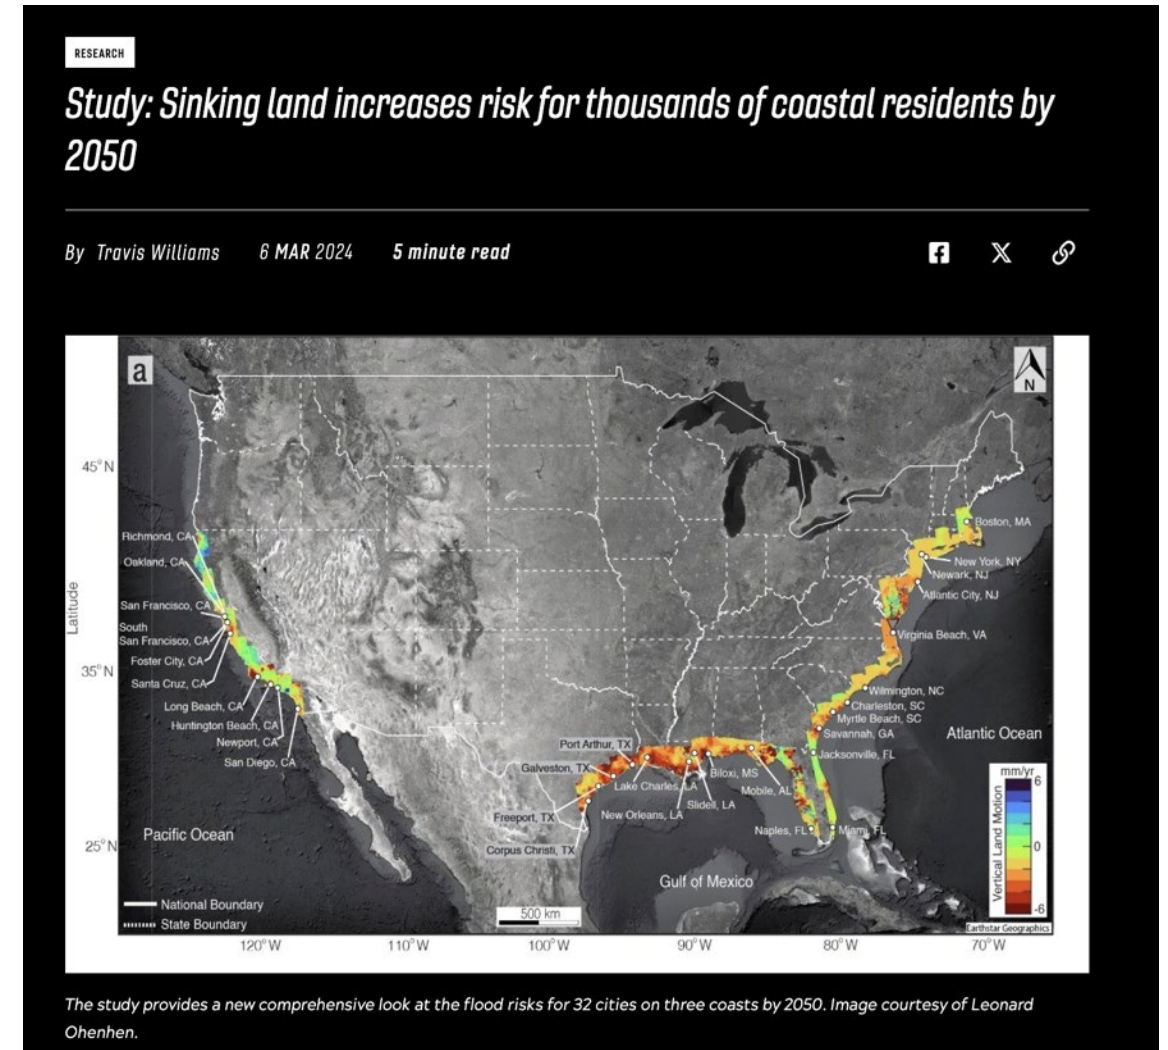 RESEARCH
Study: Sinking land increases risk for thousands of coastal residents by
2050
By Travis Williams 6 MAR 2024 5 minute read
a
N
45°N
Richmond, CA
Oakland, CA
San Francisco, CA
South
San Francisco, CA
Foster City, CA
Santa Cruz, CA
Long Beach, CA
Huntington Beach, CA
Newport, CA
San Diego, CA
Latitude
35°N
25°N
Boston, MA
New York, NY
Newark, NJ
Atlantic City, NJ
Virginia Beach, VA
Wilmington, NC
Charleston, SC
Myrtle Beach, SC
Savannah, GA
Jacksonville, FL
Port Arthur, TX
Galveston, TX
Lake Charles, LA
Biloxi, MS
Mobile, AL
Slidell, LA
Freeport, TX
New Orleans, LA
Naples, FL
Miami, FL
Corpus Christi, TX
Atlantic Ocean
Pacific Ocean
Gulf of Mexico
mm/yr
6
0
-6
Vertical Land Motion
National Boundary
State Boundary
500 km
Earthstar Geographics
120°W 110°W 100°W 90°W 80°W 70°W
The study provides a new comprehensive look at the flood risks for 32 cities on three coasts by 2050. Image courtesy of Leonard
Ohenhen.